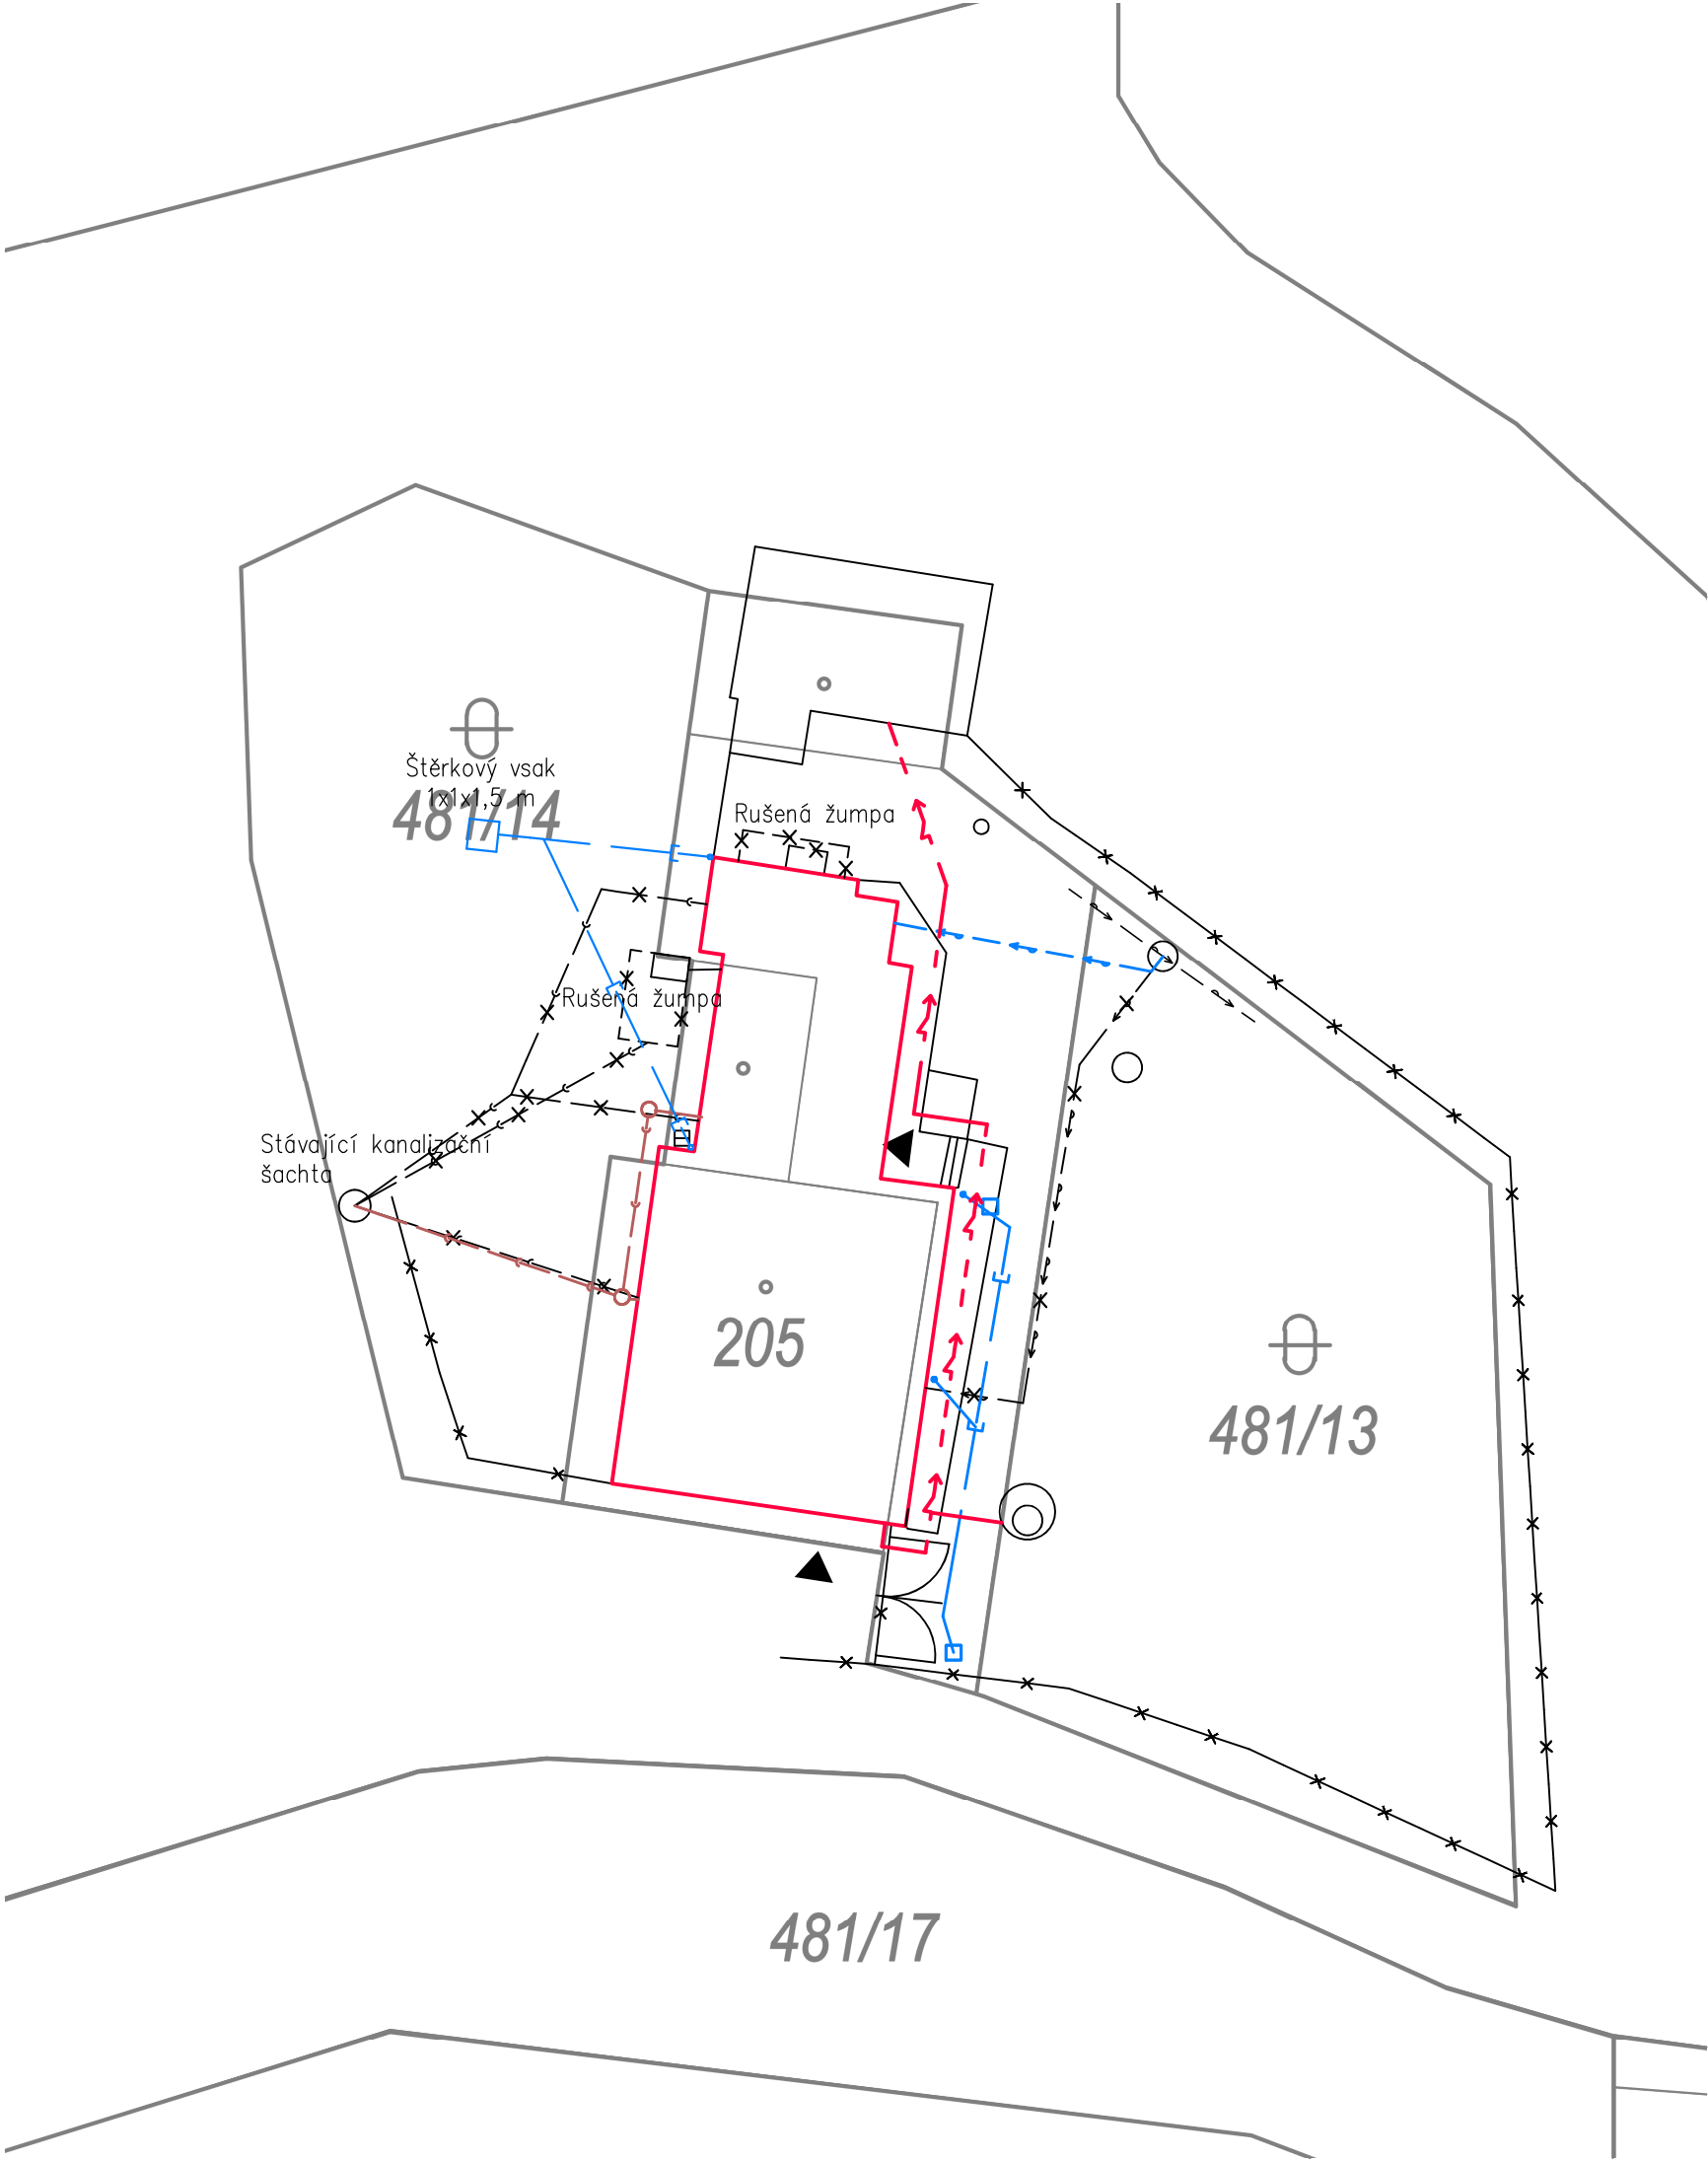 Štěrkový vsak
1x1x1,5 m
481/14
Rušená žumpa
Rušená žumpa
Stávající kanalizační
šachta
205
481/13
481/17